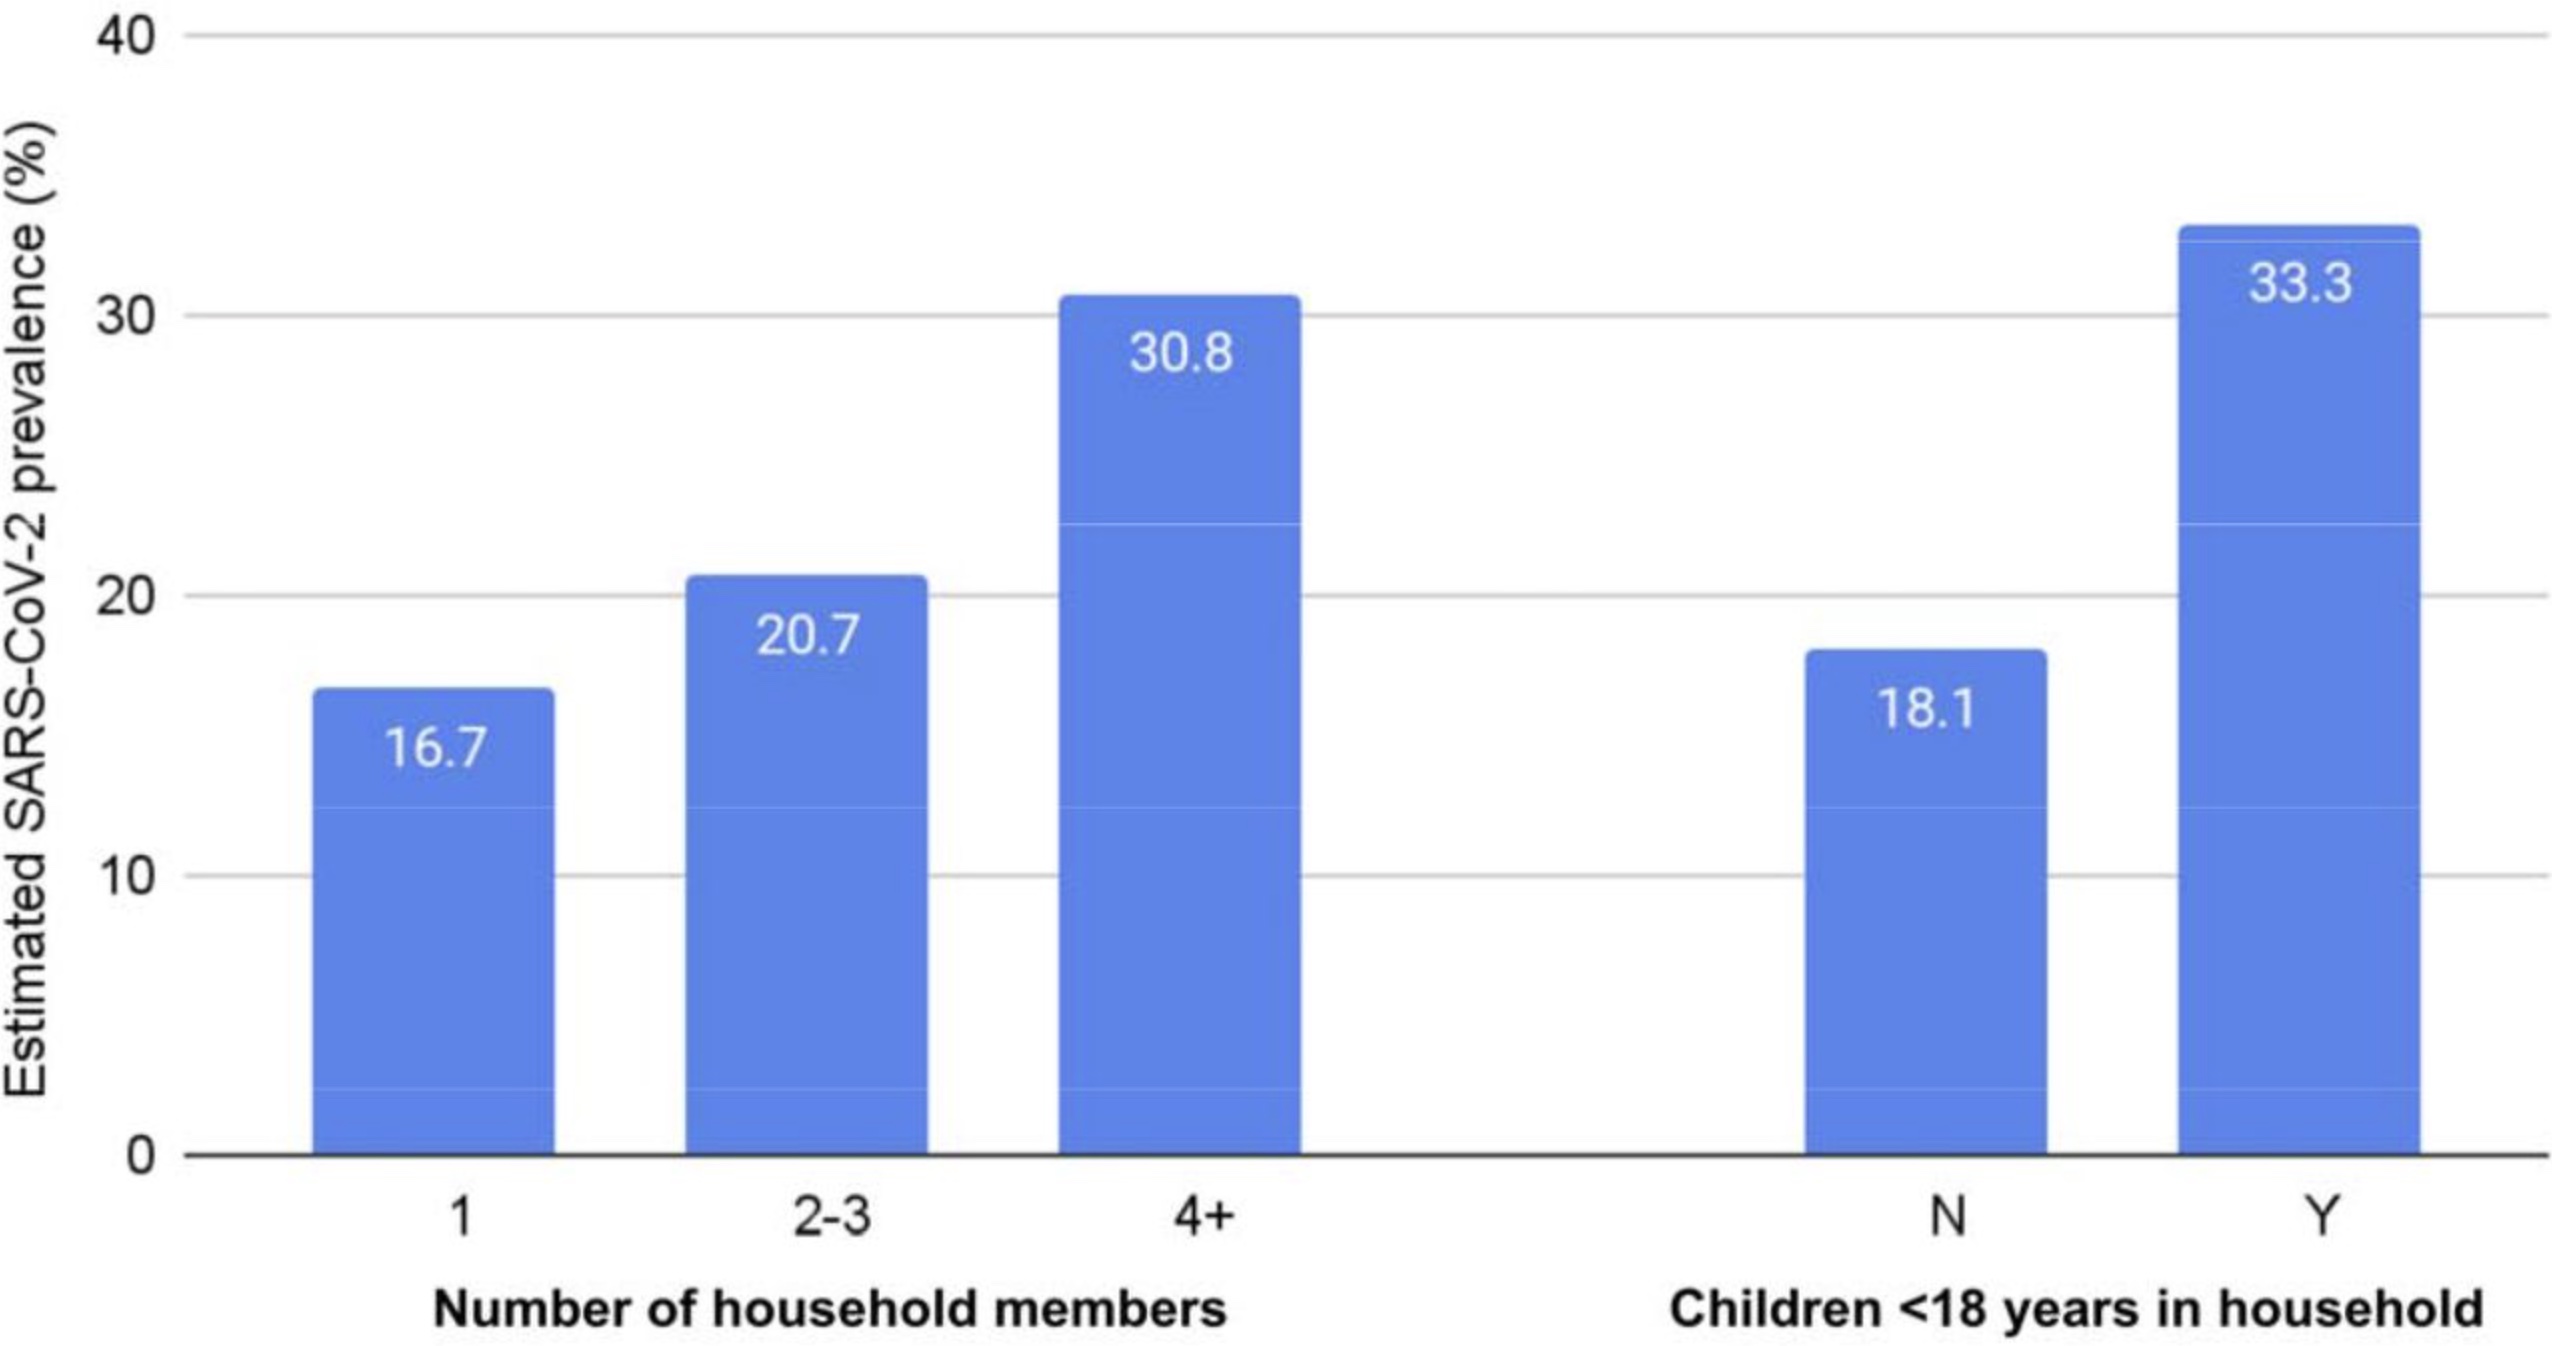 Estimated SARS-CoV-2 prevalence (%)
40
30
20
10
0
16.7
20.7
30.8
18.1
33.3
1
2-3
4+
N
Y
Number of household members
Children <18 years in household